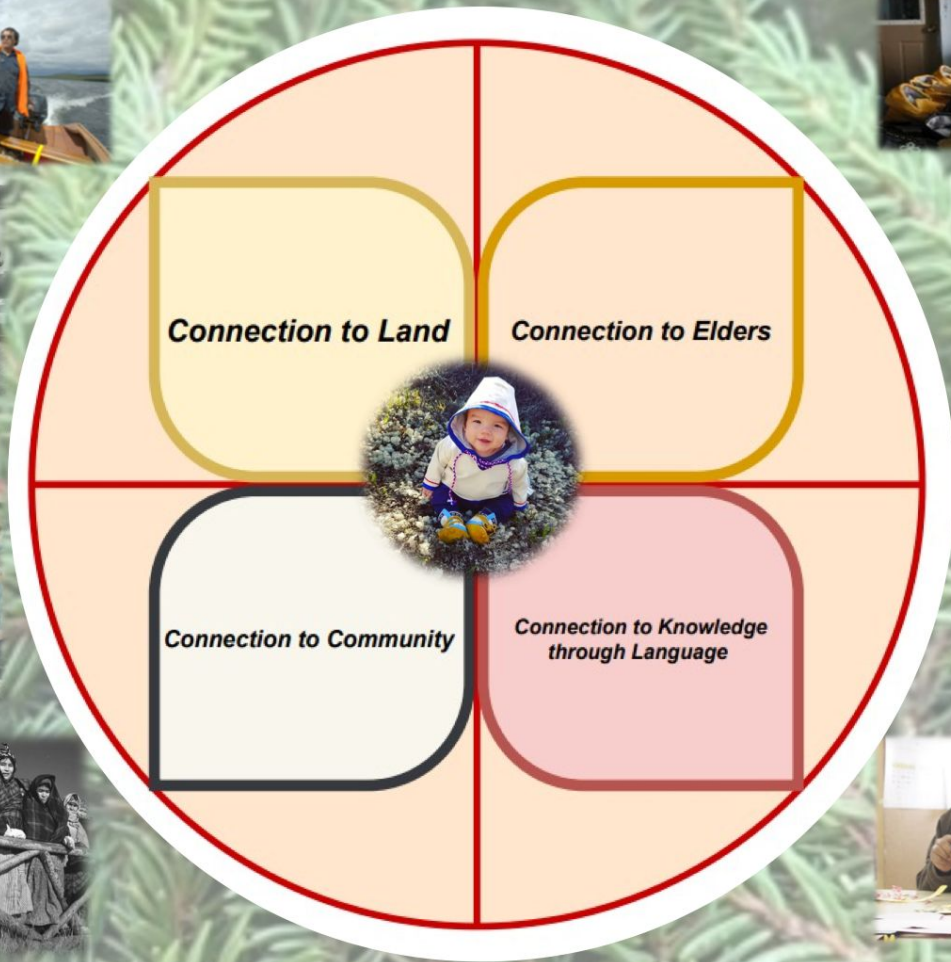 Connection to Land
Connection to Elders
Connection to Community
Connection to Knowledge
through Language